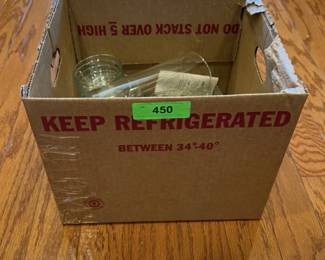 DO NOT STACK OVER 5 HIGH
450
KEEP REFRIGERATED
BETWEEN 34°-40°